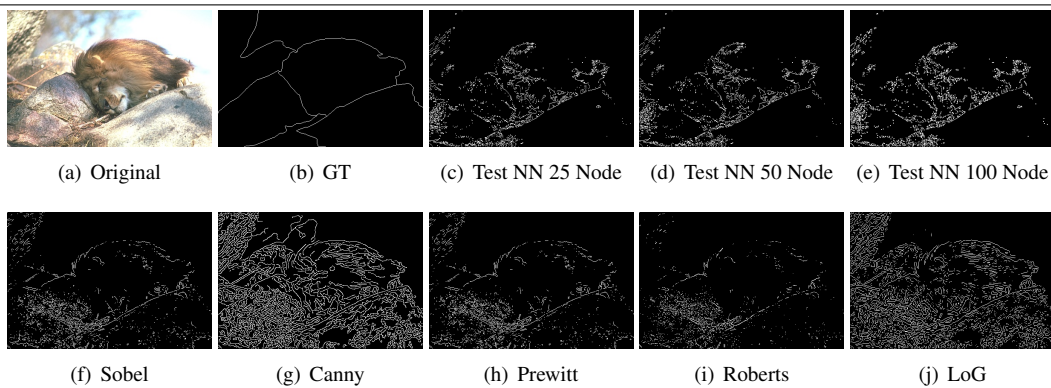 (a) Original
(b) GT
(c) Test NN 25 Node
(d) Test NN 50 Node
(e) Test NN 100 Node
(f) Sobel
(g) Canny
(h) Prewitt
(i) Roberts
(j) LoG